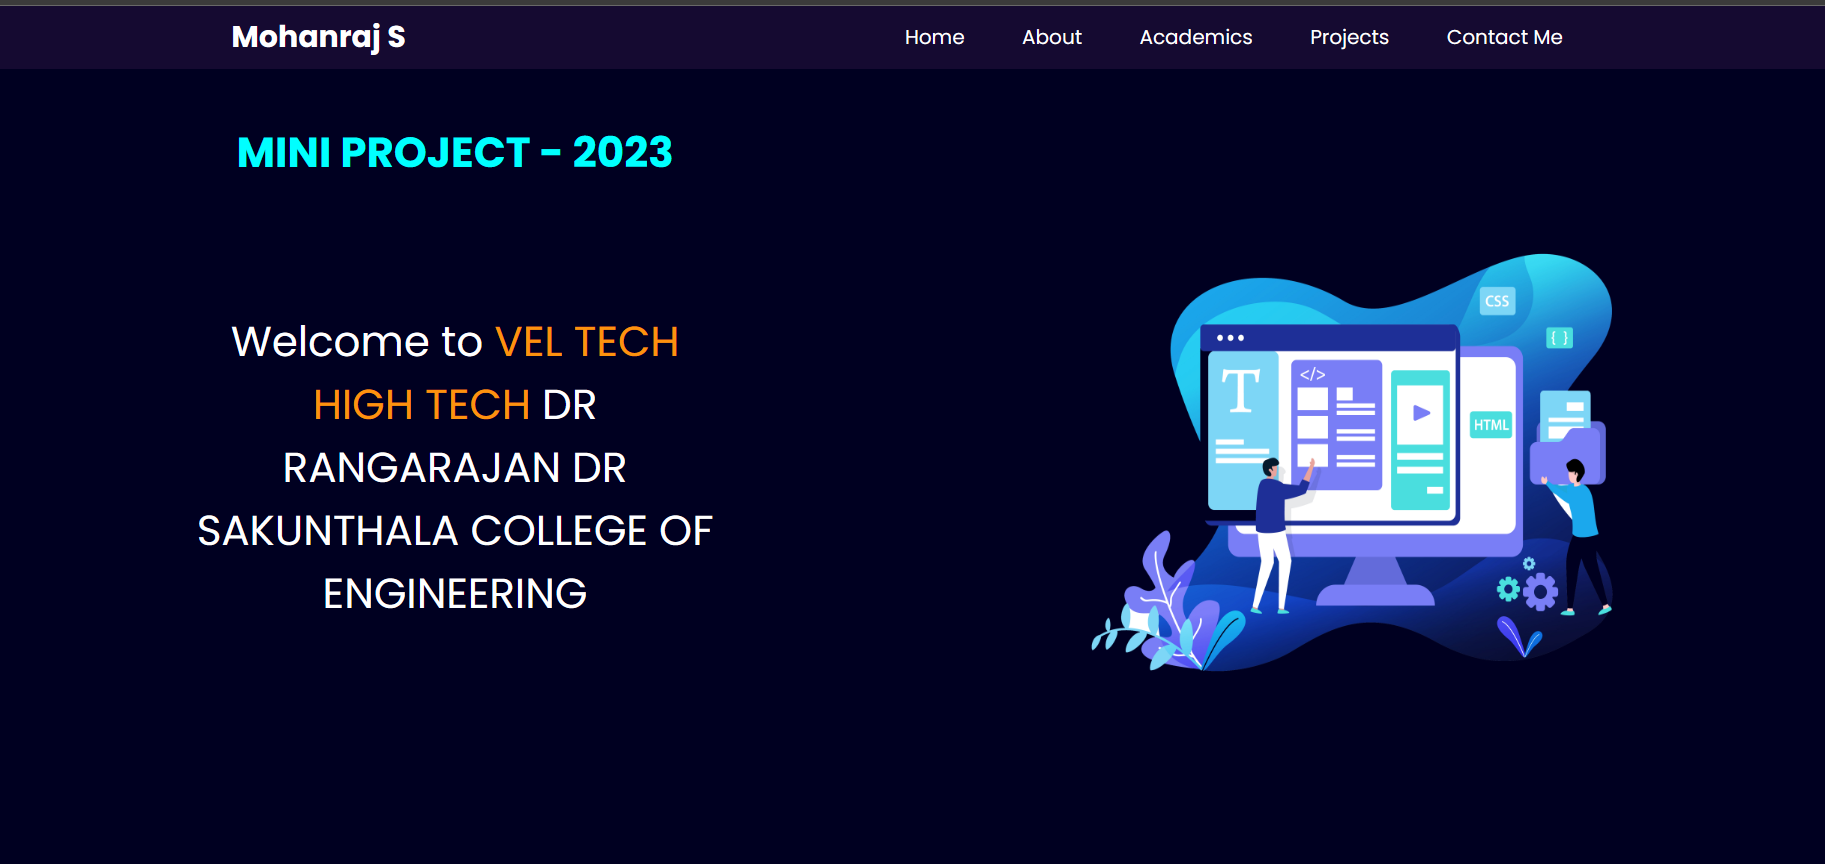 Mohanraj S
Home About Academics Projects Contact Me
MINI PROJECT - 2023
Welcome to VEL TECH
HIGH TECH DR
RANGARAJAN DR
SAKUNTHALA COLLEGE OF
ENGINEERING
CSS
{ }
T
</>
HTML